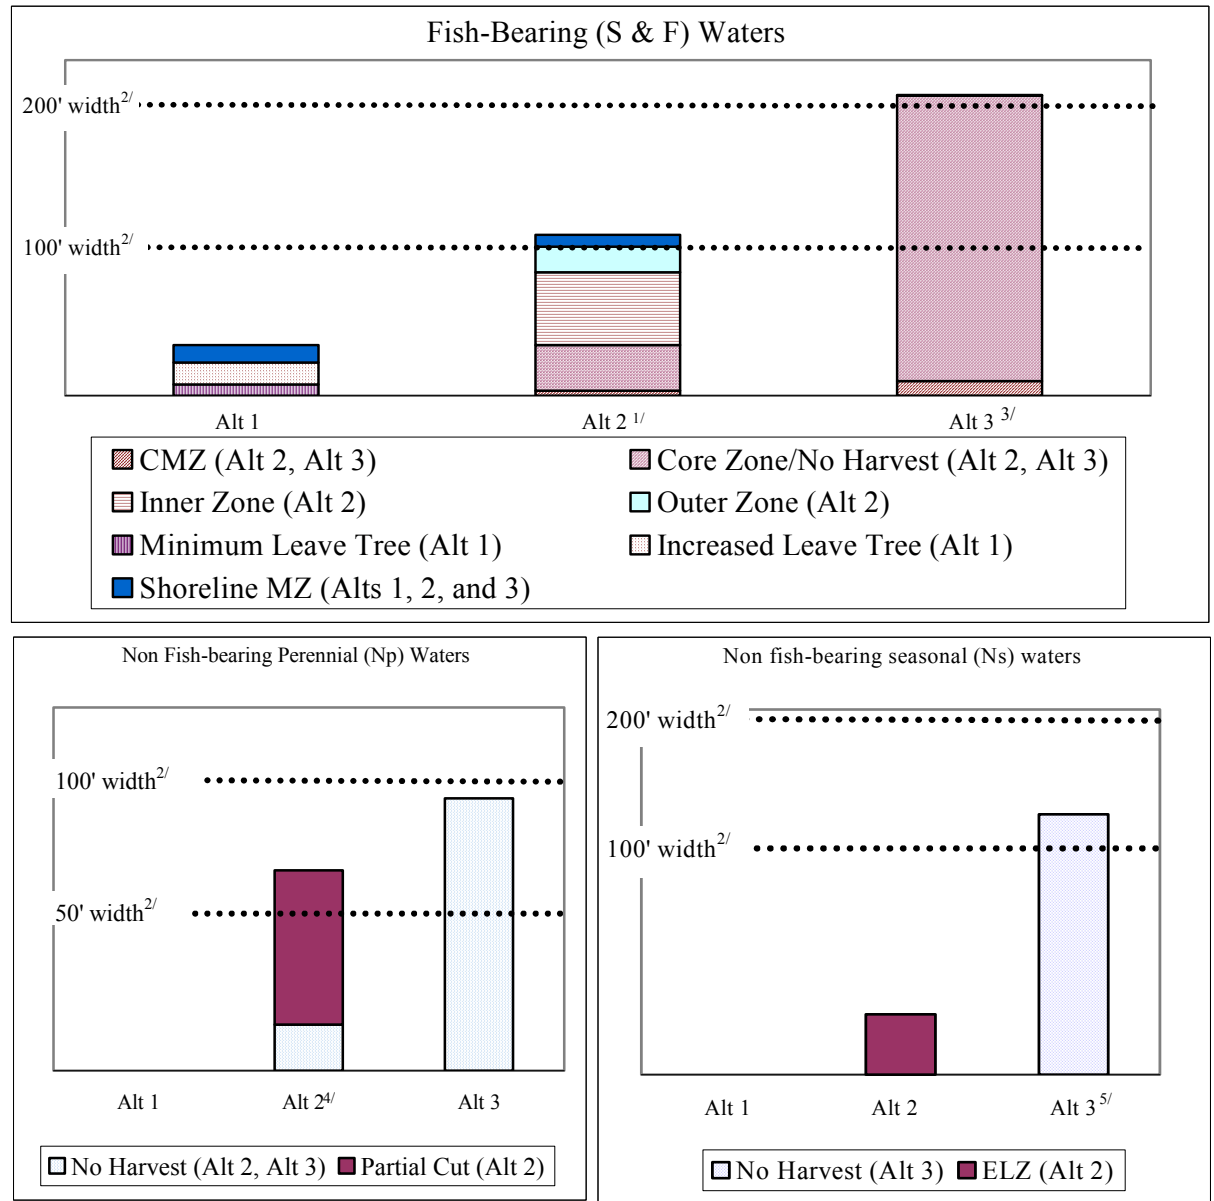 Fish-Bearing (S & F) Waters
200' width2/
100' width2/
Alt 1 Alt 2 1/ Alt 3 3/
CMZ (Alt 2, Alt 3) Core Zone/No Harvest (Alt 2, Alt 3)
Inner Zone (Alt 2) Outer Zone (Alt 2)
Minimum Leave Tree (Alt 1) Increased Leave Tree (Alt 1)
Shoreline MZ (Alts 1, 2, and 3)
Non Fish-bearing Perennial (Np) Waters
100' width2/
50' width2/
Alt 1 Alt 24/ Alt 3
No Harvest (Alt 2, Alt 3) Partial Cut (Alt 2)
Non fish-bearing seasonal (Ns) waters
200' width2/
100' width2/
Alt 1 Alt 2 Alt 3 5/
No Harvest (Alt 3) ELZ (Alt 2)